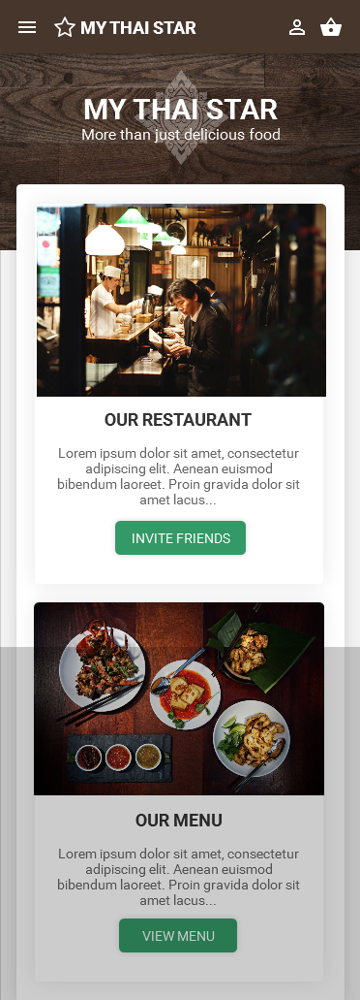 MY THAI STAR
MY THAI STAR
More than just delicious food
OUR RESTAURANT
Lorem ipsum dolor sit amet, consectetur
adipiscing elit. Aenean euismod
bibendum laoreet. Proin gravida dolor sit
amet lacus...
INVITE FRIENDS
OUR MENU
Lorem ipsum dolor sit amet, consectetur
adipiscing elit. Aenean euismod
bibendum laoreet. Proin gravida dolor sit
amet lacus...
VIEW MENU